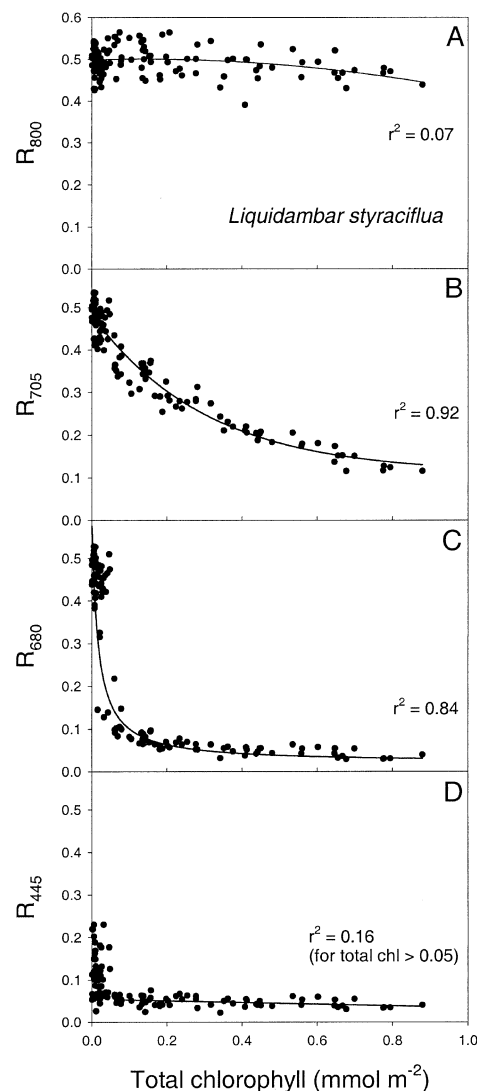 0.6
A
0.5
0.4
r² = 0.07
0.3
R800
0.2
Liquidambar styraciflua
0.1
0.0
B
0.5
0.4
0.3
R705
r² = 0.92
0.2
0.1
0.0
C
0.5
0.4
0.3
R680
r² = 0.84
0.2
0.1
0.0
D
0.5
0.4
0.3
R445
0.2
r² = 0.16
(for total chl > 0.05)
0.1
0.0
0.0 0.2 0.4 0.6 0.8 1.0
Total chlorophyll (mmol m⁻²)